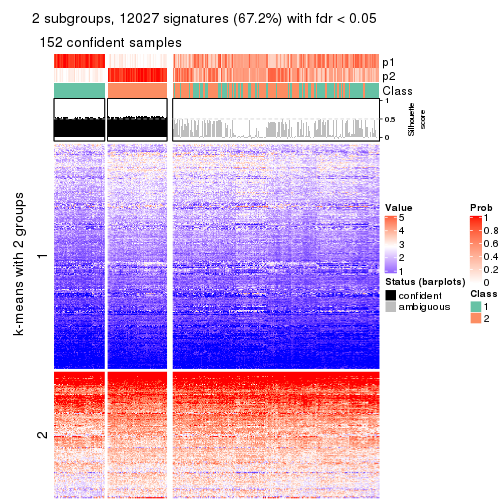 2 subgroups, 12027 signatures (67.2%) with fdr < 0.05
152 confident samples
p1
p2
Class
1
0.5
0
Silhouette
score
k-means with 2 groups
1
2
Value
5
4
3
2
1
Status (barplots)
confident
ambiguous
Prob
1
0.8
0.6
0.4
0.2
0
Class
1
2